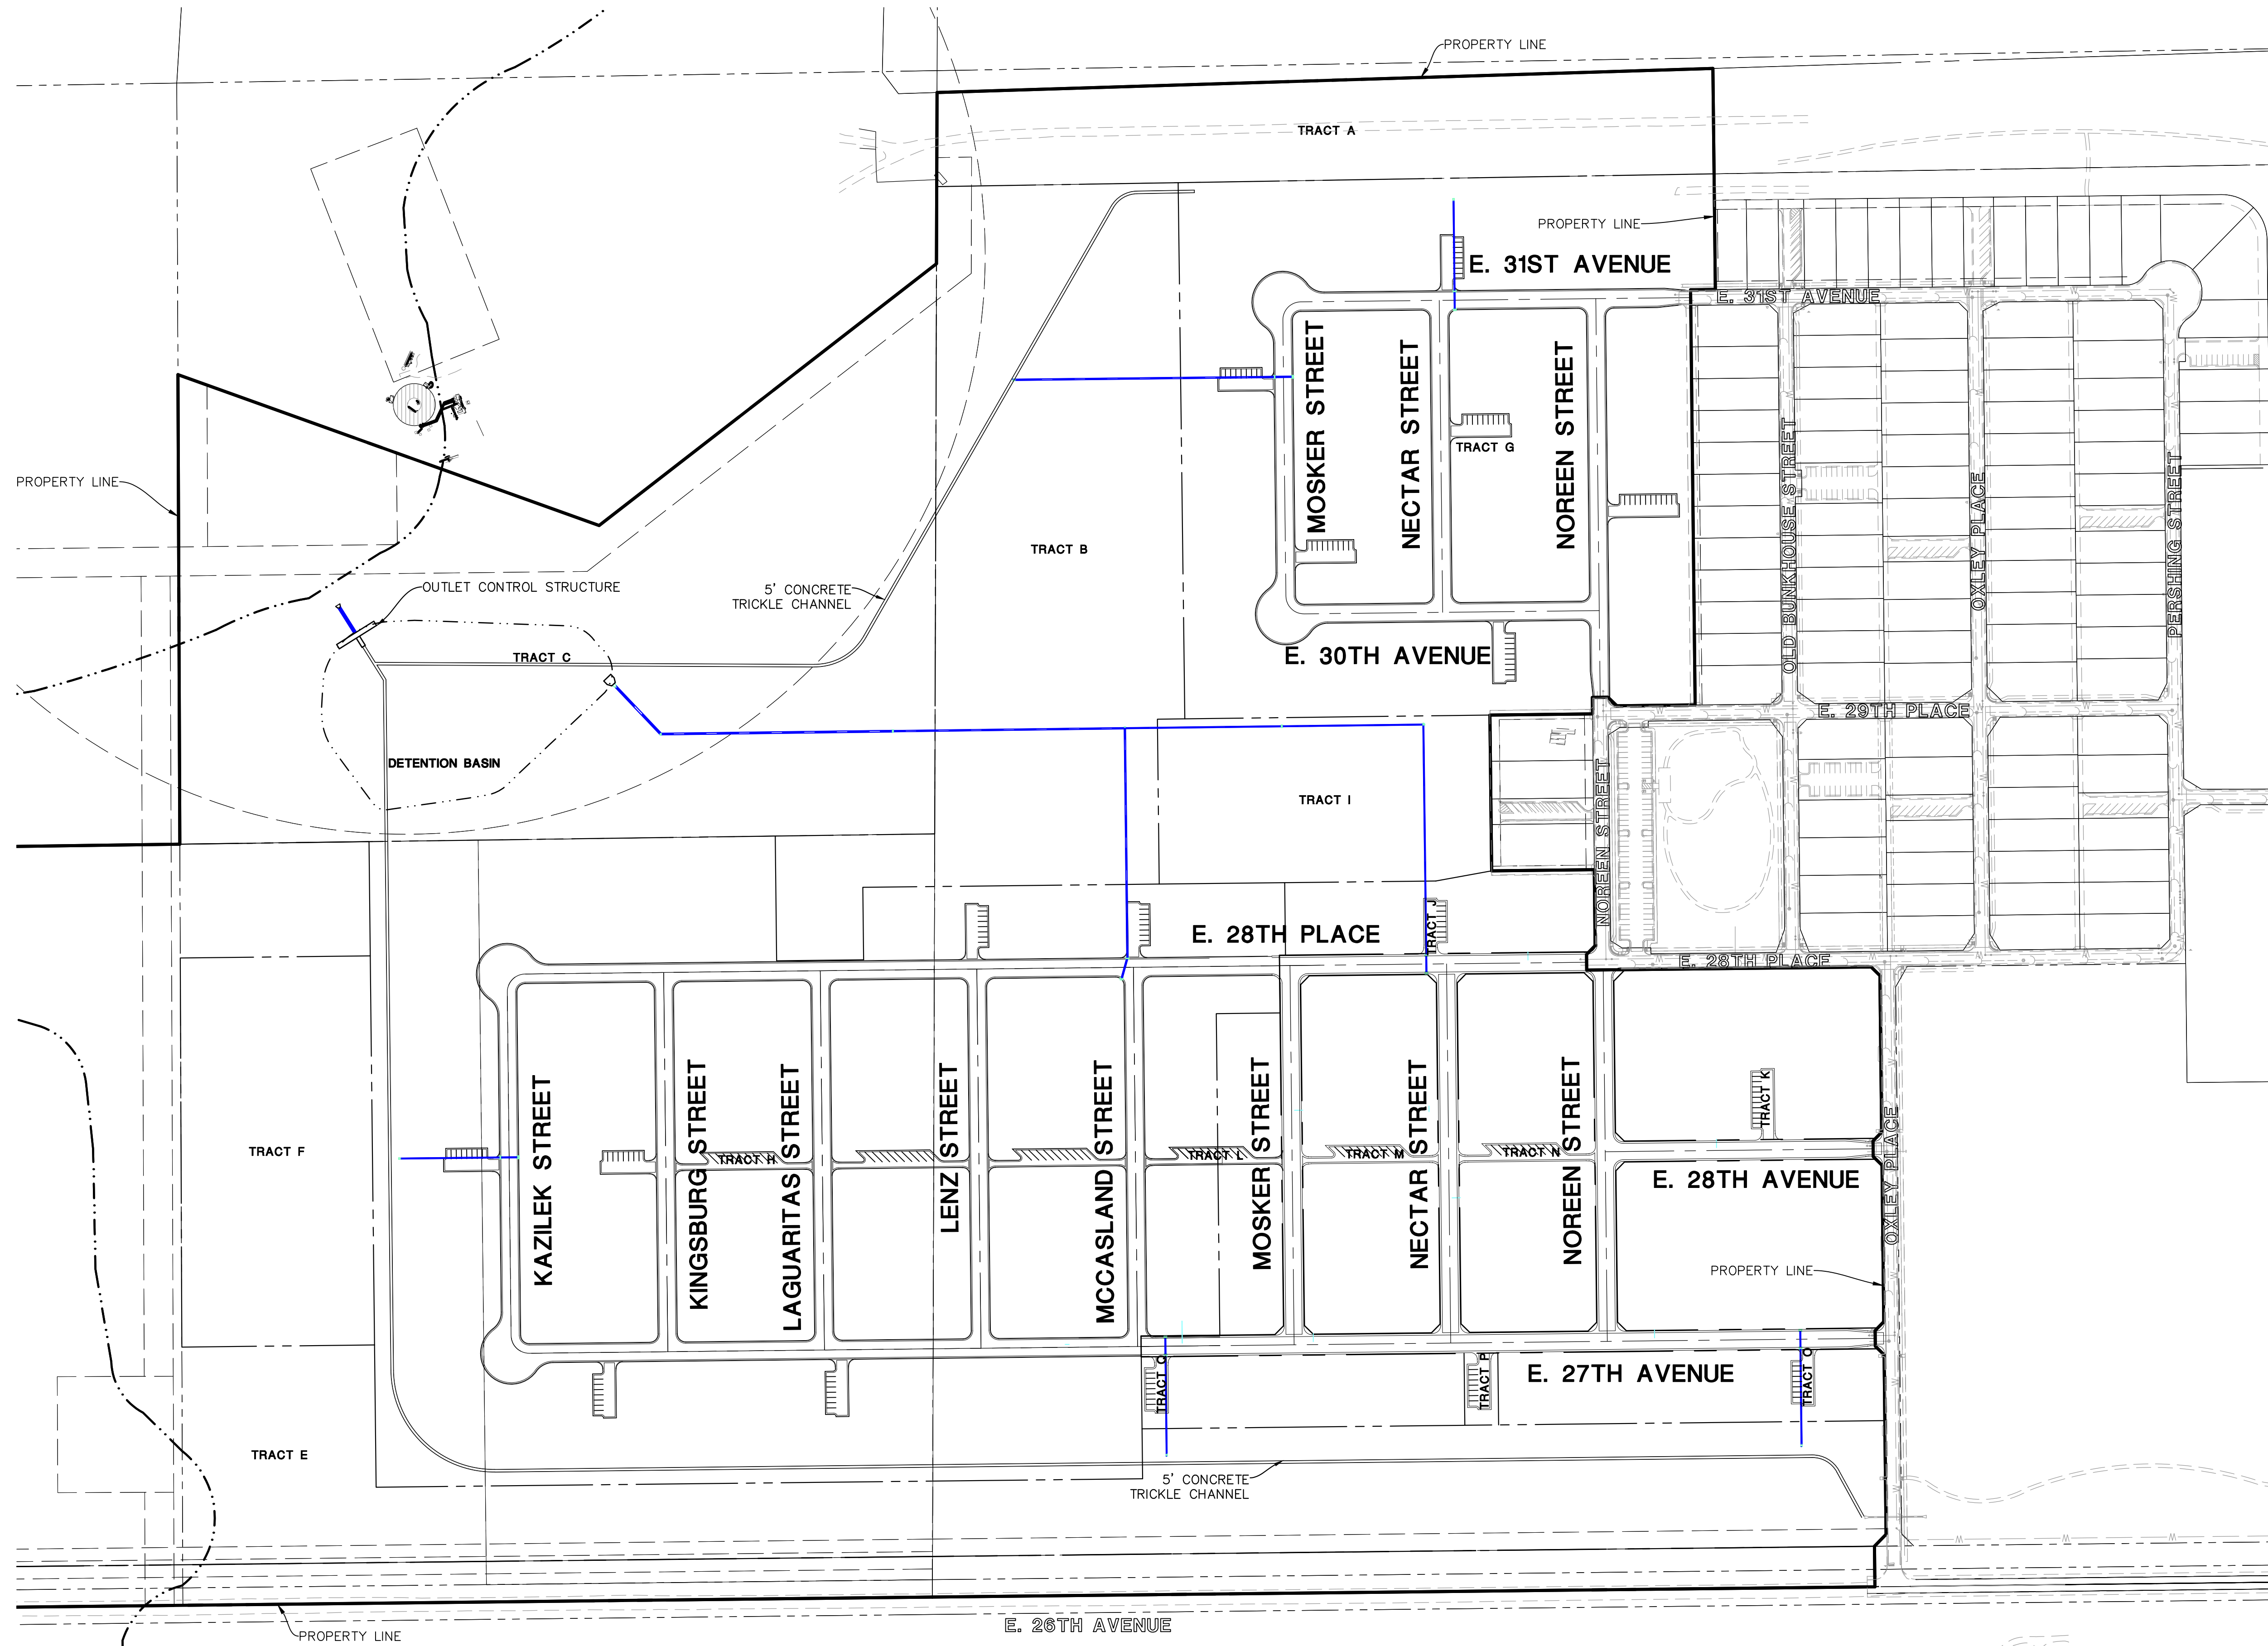 PROPERTY LINE
TRACT A
PROPERTY LINE
E. 31ST AVENUE
E. 31ST AVENUE
MOSKER STREET
NECTAR STREET
NOREEN STREET
TRACT G
OLD BUNKHOUSE STREET
OXLEY PLACE
PERSHING STREET
PROPERTY LINE
TRACT B
OUTLET CONTROL STRUCTURE
5' CONCRETE
TRICKLE CHANNEL
TRACT C
E. 30TH AVENUE
E. 29TH PLACE
DETENTION BASIN
TRACT I
NOREEN STREET
TRACT J
E. 28TH PLACE
E. 28TH PLACE
KAZILEK STREET
KINGSBURG STREET
LAGUARITAS STREET
LENZ STREET
MCCASLAND STREET
MOSKER STREET
NECTAR STREET
NOREEN STREET
TRACT K
OXLEY PLACE
TRACT F
TRACT H
TRACT L
TRACT M
TRACT N
E. 28TH AVENUE
PROPERTY LINE
TRACT Q
TRACT P
E. 27TH AVENUE
TRACT O
TRACT E
5' CONCRETE
TRICKLE CHANNEL
E. 26TH AVENUE
PROPERTY LINE